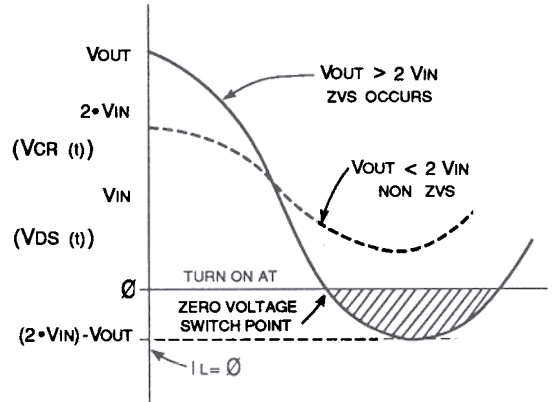 VOUT
VOUT > 2 VIN
ZVS OCCURS
2•VIN
(VCR (t))
VIN
VOUT < 2 VIN
NON ZVS
(VDS (t))
TURN ON AT
Ø
ZERO VOLTAGE
SWITCH POINT
(2•VIN)-VOUT
IL= Ø